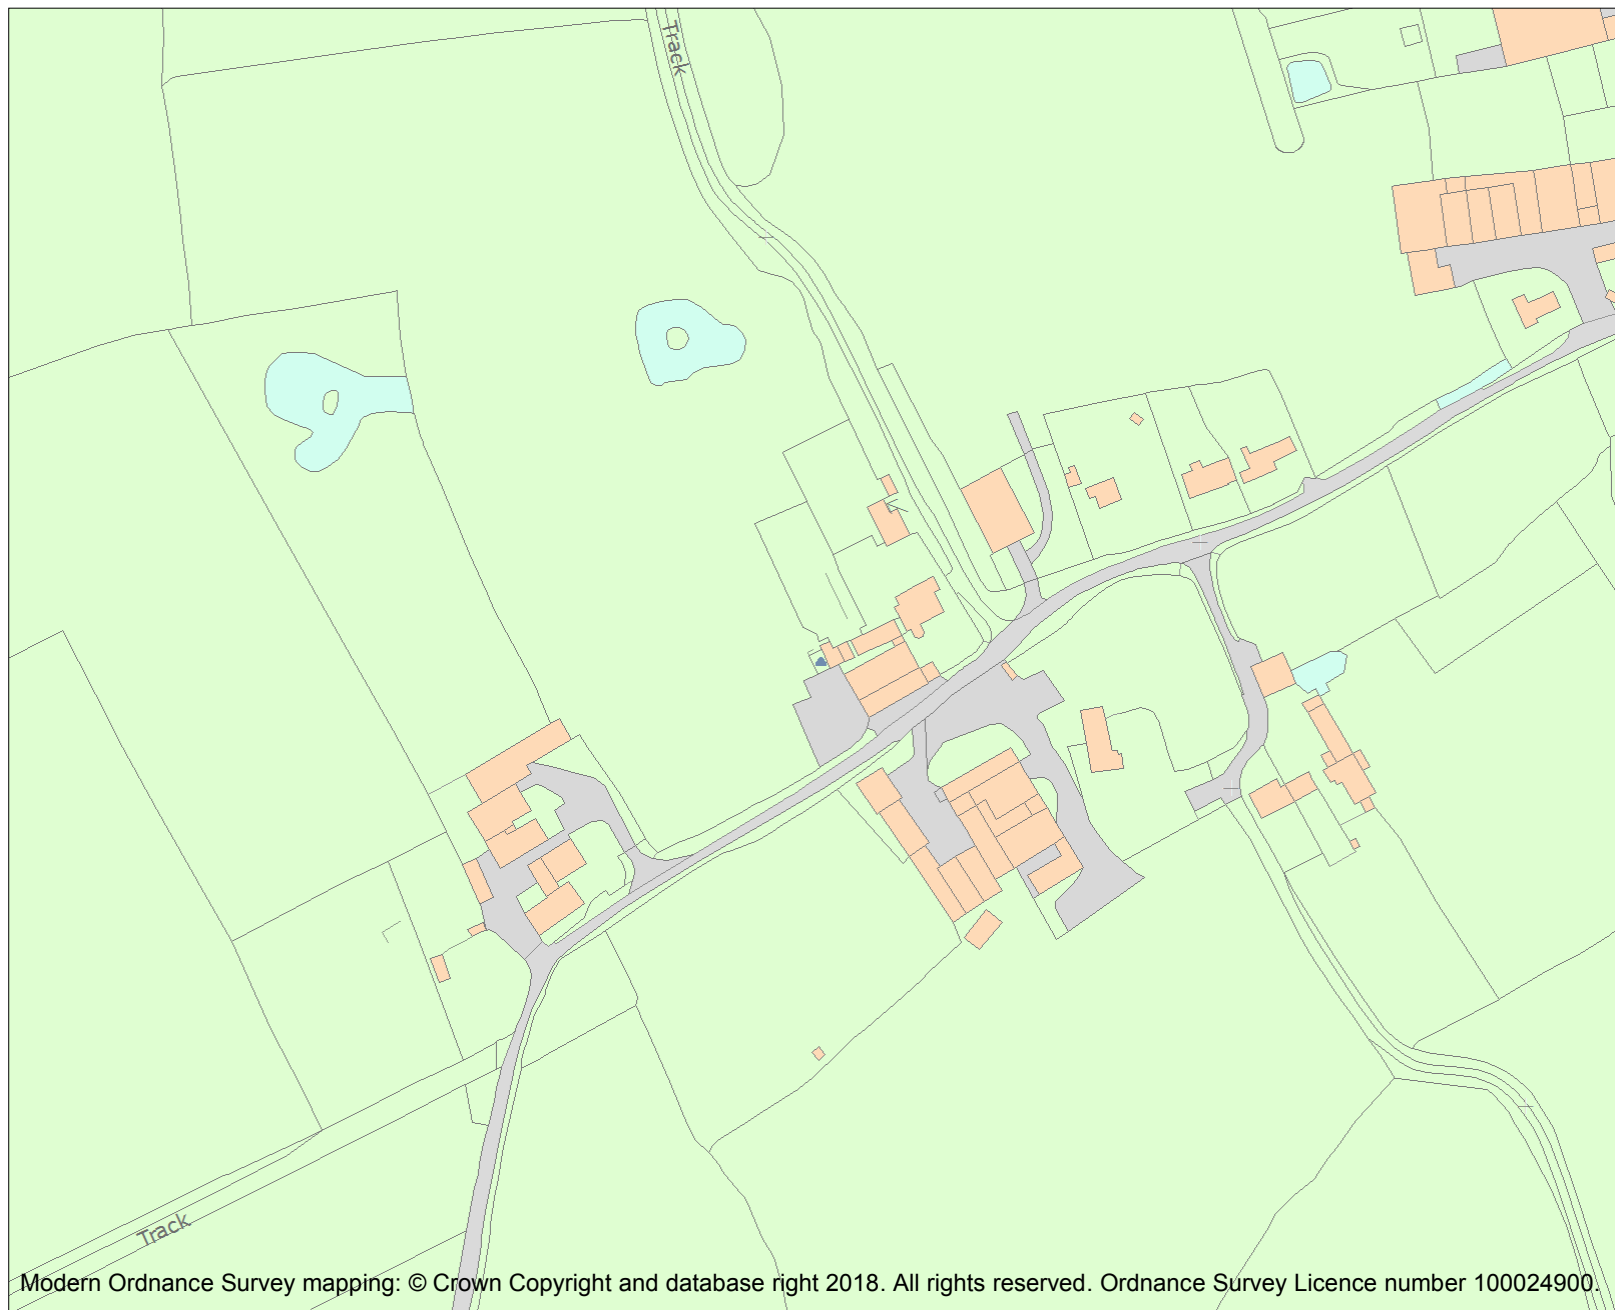 Track
Track
Modern Ordnance Survey mapping: © Crown Copyright and database right 2018. All rights reserved. Ordnance Survey Licence number 100024900.